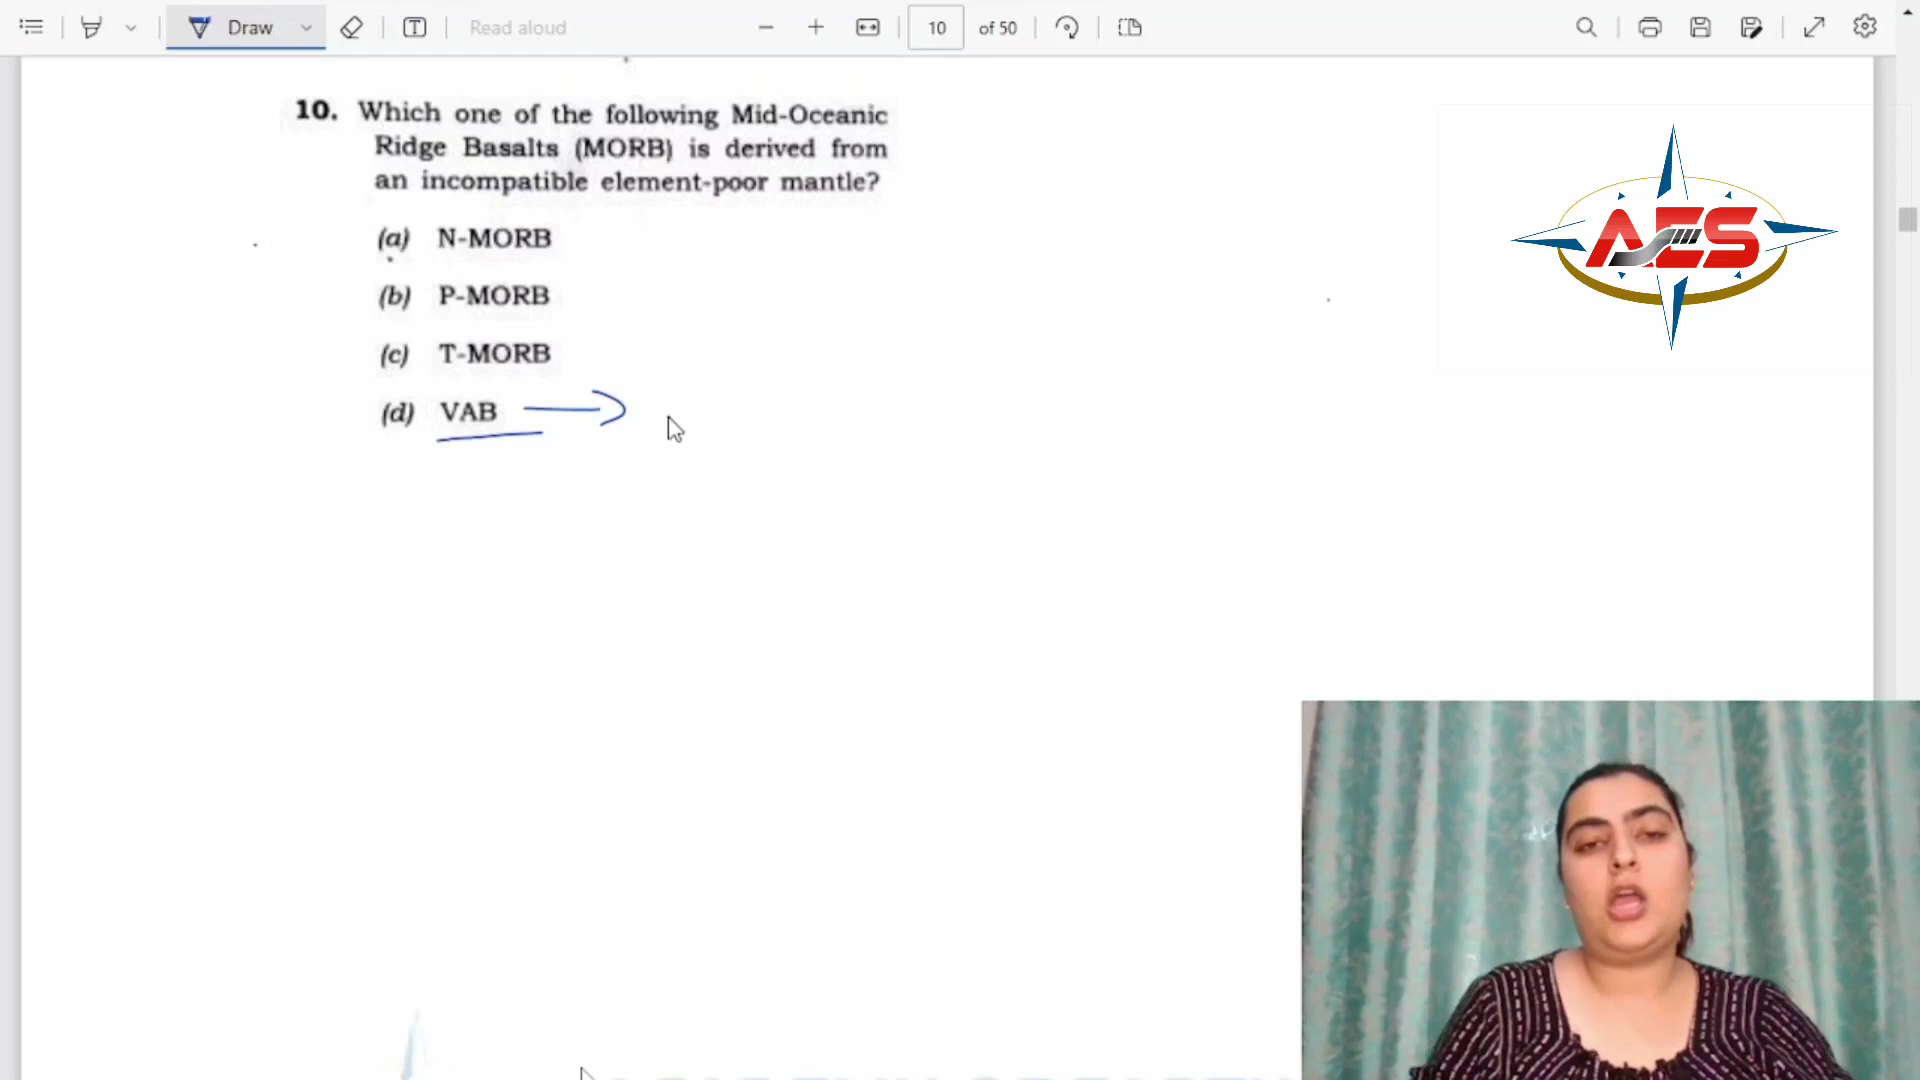 Draw
Read aloud
10 of 50
10. Which one of the following Mid-Oceanic
Ridge Basalts (MORB) is derived from
an incompatible element-poor mantle?
(a) N-MORB
(b) P-MORB
(c) T-MORB
(d) VAB
AES